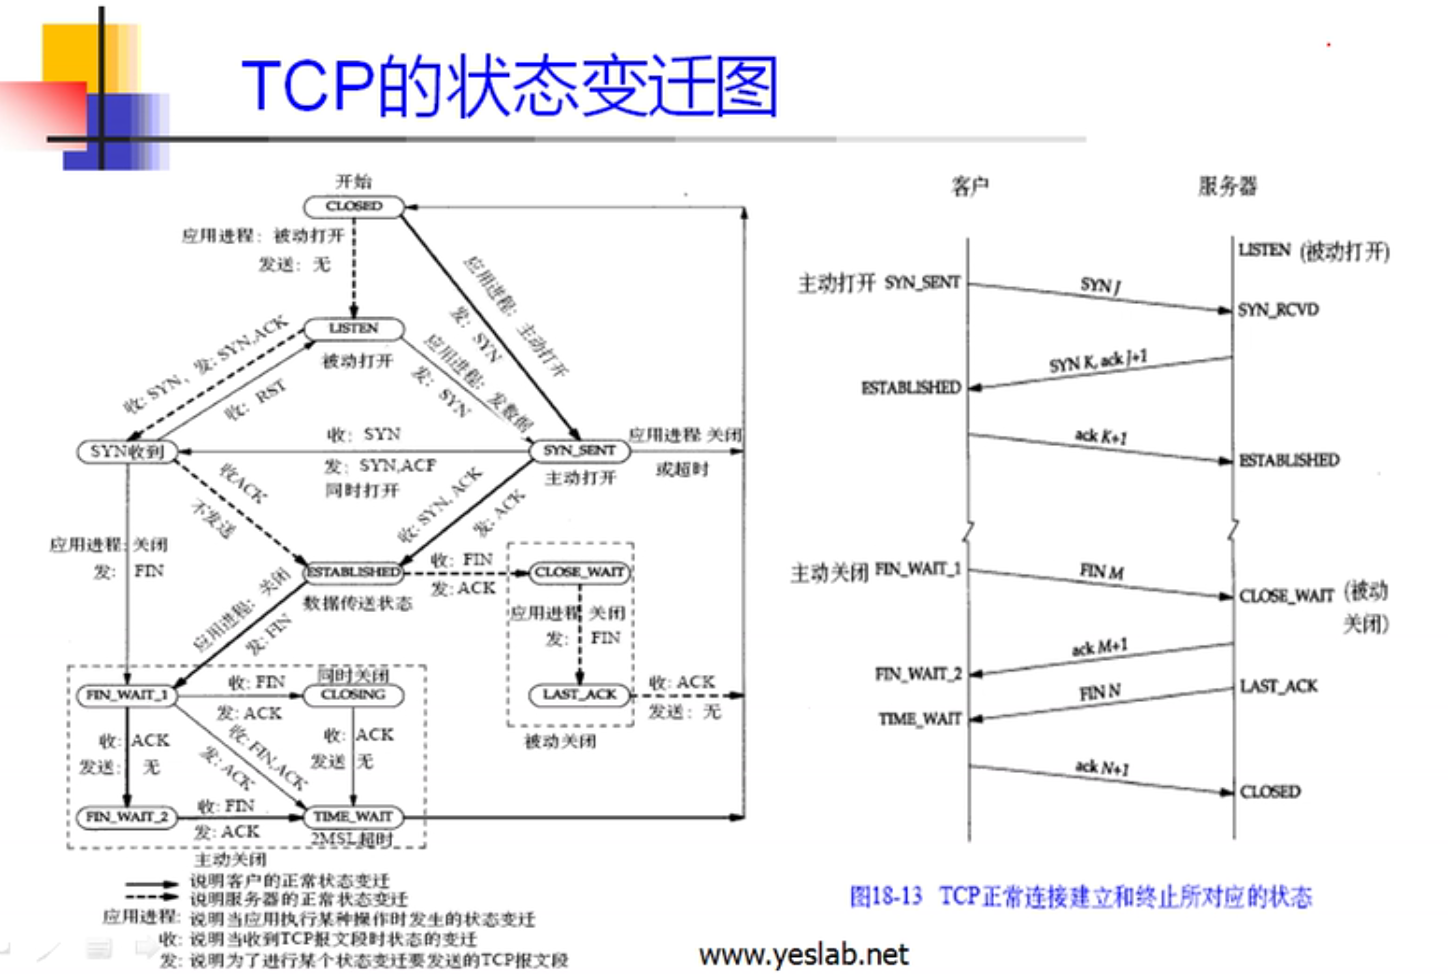 TCP的状态变迁图
开始
CLOSED
应用进程：被动打开
发送：无
应用进程：主动打开
发：SYN
LISTEN
被动打开
收：SYN，发：SYN,ACK
收：RST
应用进程：发数据
发：SYN
SYN收到
收：SYN
发：SYN,ACF
同时打开
SYN_SENT
主动打开
应用进程 关闭
或超时
收ACK
不发送
收：SYN, ACK
发：ACK
应用进程：关闭
发：FIN
ESTABLISHED
数据传送状态
收：FIN
发：ACK
CLOSE_WAIT
应用进程 关闭
发：FIN
LAST_ACK
收：ACK
发送：无
被动关闭
应用进程：关闭
发：FIN
FIN_WAIT_1
收：FIN
发：ACK
同时关闭
CLOSING
收：ACK
发送：无
收：FIN,ACK
发：ACK
收：ACK
发送 无
FIN_WAIT_2
收：FIN
发：ACK
TIME_WAIT
2MSL超时
主动关闭
说明客户的正常状态变迁
说明服务器的正常状态变迁
应用进程：说明当应用执行某种操作时发生的状态变迁
收：说明当收到TCP报文段时状态的变迁
发：说明为了进行某个状态变迁要发送的TCP报文段
客户
服务器
LISTEN (被动打开)
主动打开 SYN_SENT
SYN J
SYN_RCVD
SYN K, ack J+1
ESTABLISHED
ack K+1
ESTABLISHED
主动关闭 FIN_WAIT_1
FIN M
CLOSE_WAIT (被动
关闭)
ack M+1
FIN_WAIT_2
FIN N
LAST_ACK
TIME_WAIT
ack N+1
CLOSED
图18-13 TCP正常连接建立和终止所对应的状态
www.yeslab.net